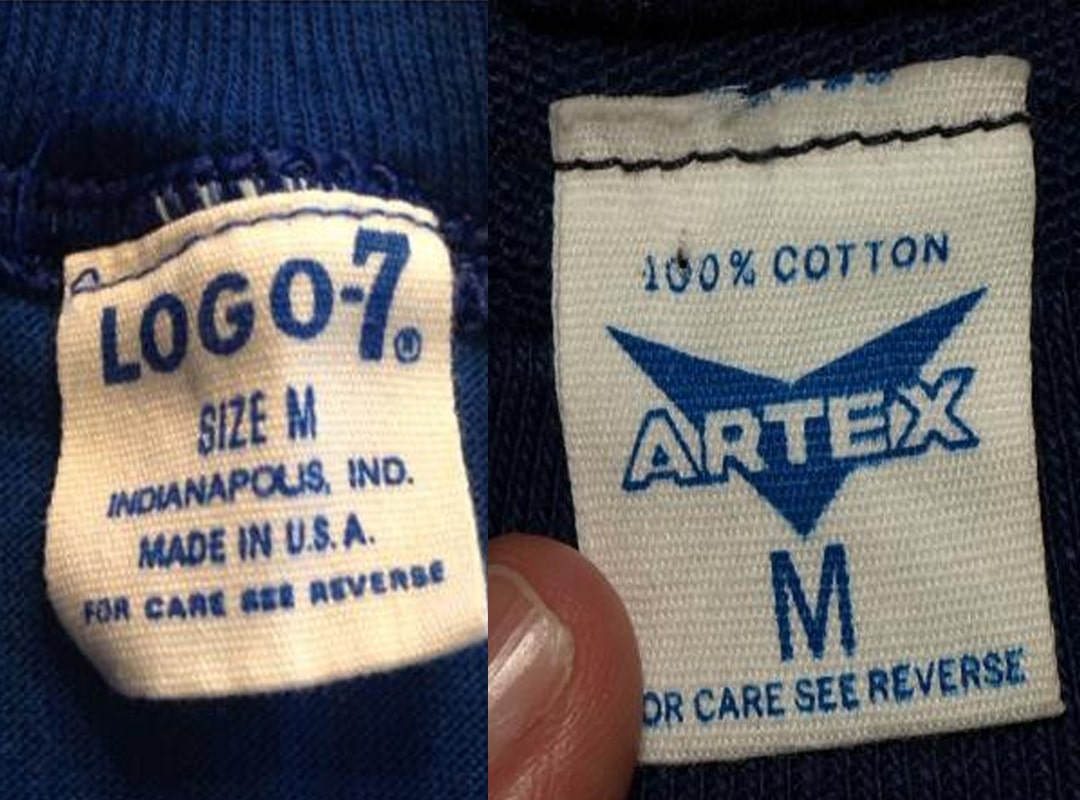 LOGO-7®
SIZE M
INDIANAPOLIS, IND.
MADE IN U.S.A.
FOR CARE SEE REVERSE
100% COTTON
ARTEX
M
OR CARE SEE REVERSE